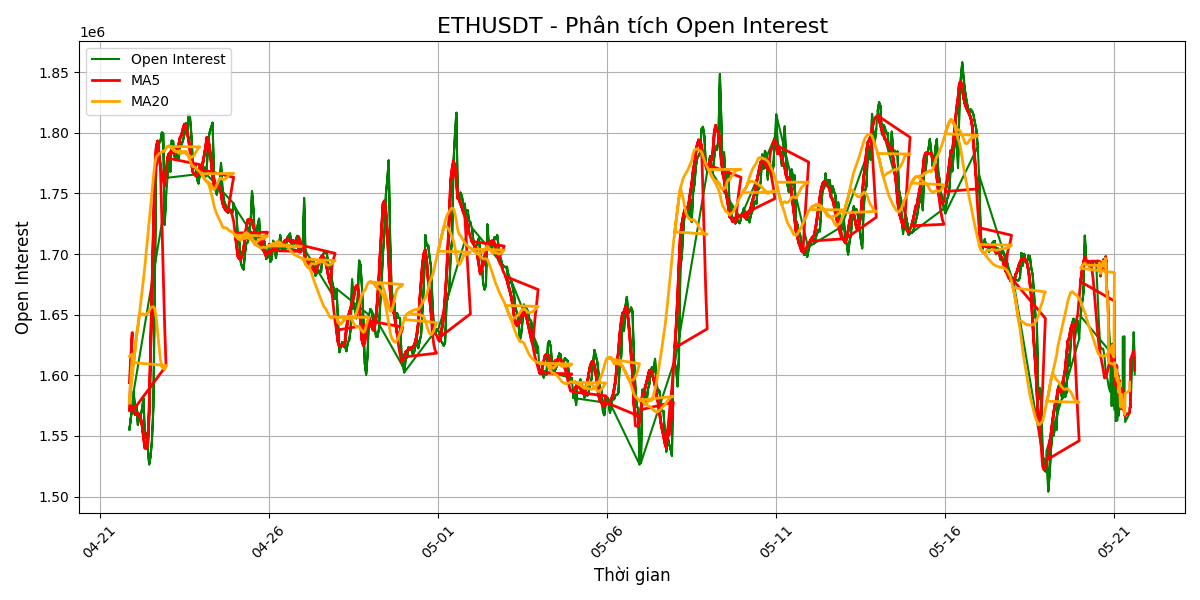 ETHUSDT - Phân tích Open Interest
1e6
Open Interest
MA5
MA20
1.85
1.80
1.75
1.70
1.65
1.60
1.55
1.50
Open Interest
04-21
04-26
05-01
05-06
05-11
05-16
05-21
Thời gian